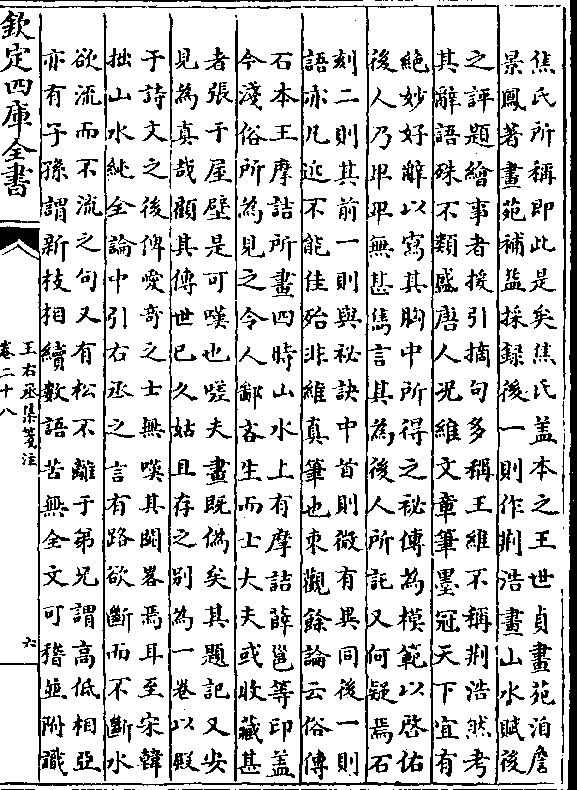 焦氏所稱即此是矣焦氏盖本之王世貞畫苑洎詹
景鳳著畫苑補益採録後一則作荆浩畫山水賦後
之評題繪事者援引摘句多稱王維不稱荆浩然考
其辭語殊不類盛唐人况維文章筆墨冠天下宜有
絶妙好辭以寫其胸中所得之秘傳為模範以啓佑
後人乃平平無甚焉言其為後人所託又何疑焉石
刻二則其前一則與秘訣中首則微有異同後一則
語亦凡近不能佳殆非維真筆也東觀餘論云俗傳
石本王摩詰所畫四時山水上有摩詰薛邕等印盖
今淺俗所為見之令人鄙吝生而士大夫或收藏甚
者張于屋壁是可嘆也嗟夫畫既偽矣其題記又安
見為真哉顧其傳世已久姑且存之别為一卷以殿
于詩文之後俾愛奇之士無嘆其闕畧焉耳至宋韓
拙山水純全論中引右丞之言有路欲斷而不斷水
欲流而不流之句又有松不離于弟兄謂高低相亞
亦有子孫謂新枝相續數語苦無全文可稽並附識
欽定四庫全書
王右丞集箋注
卷二十八
六